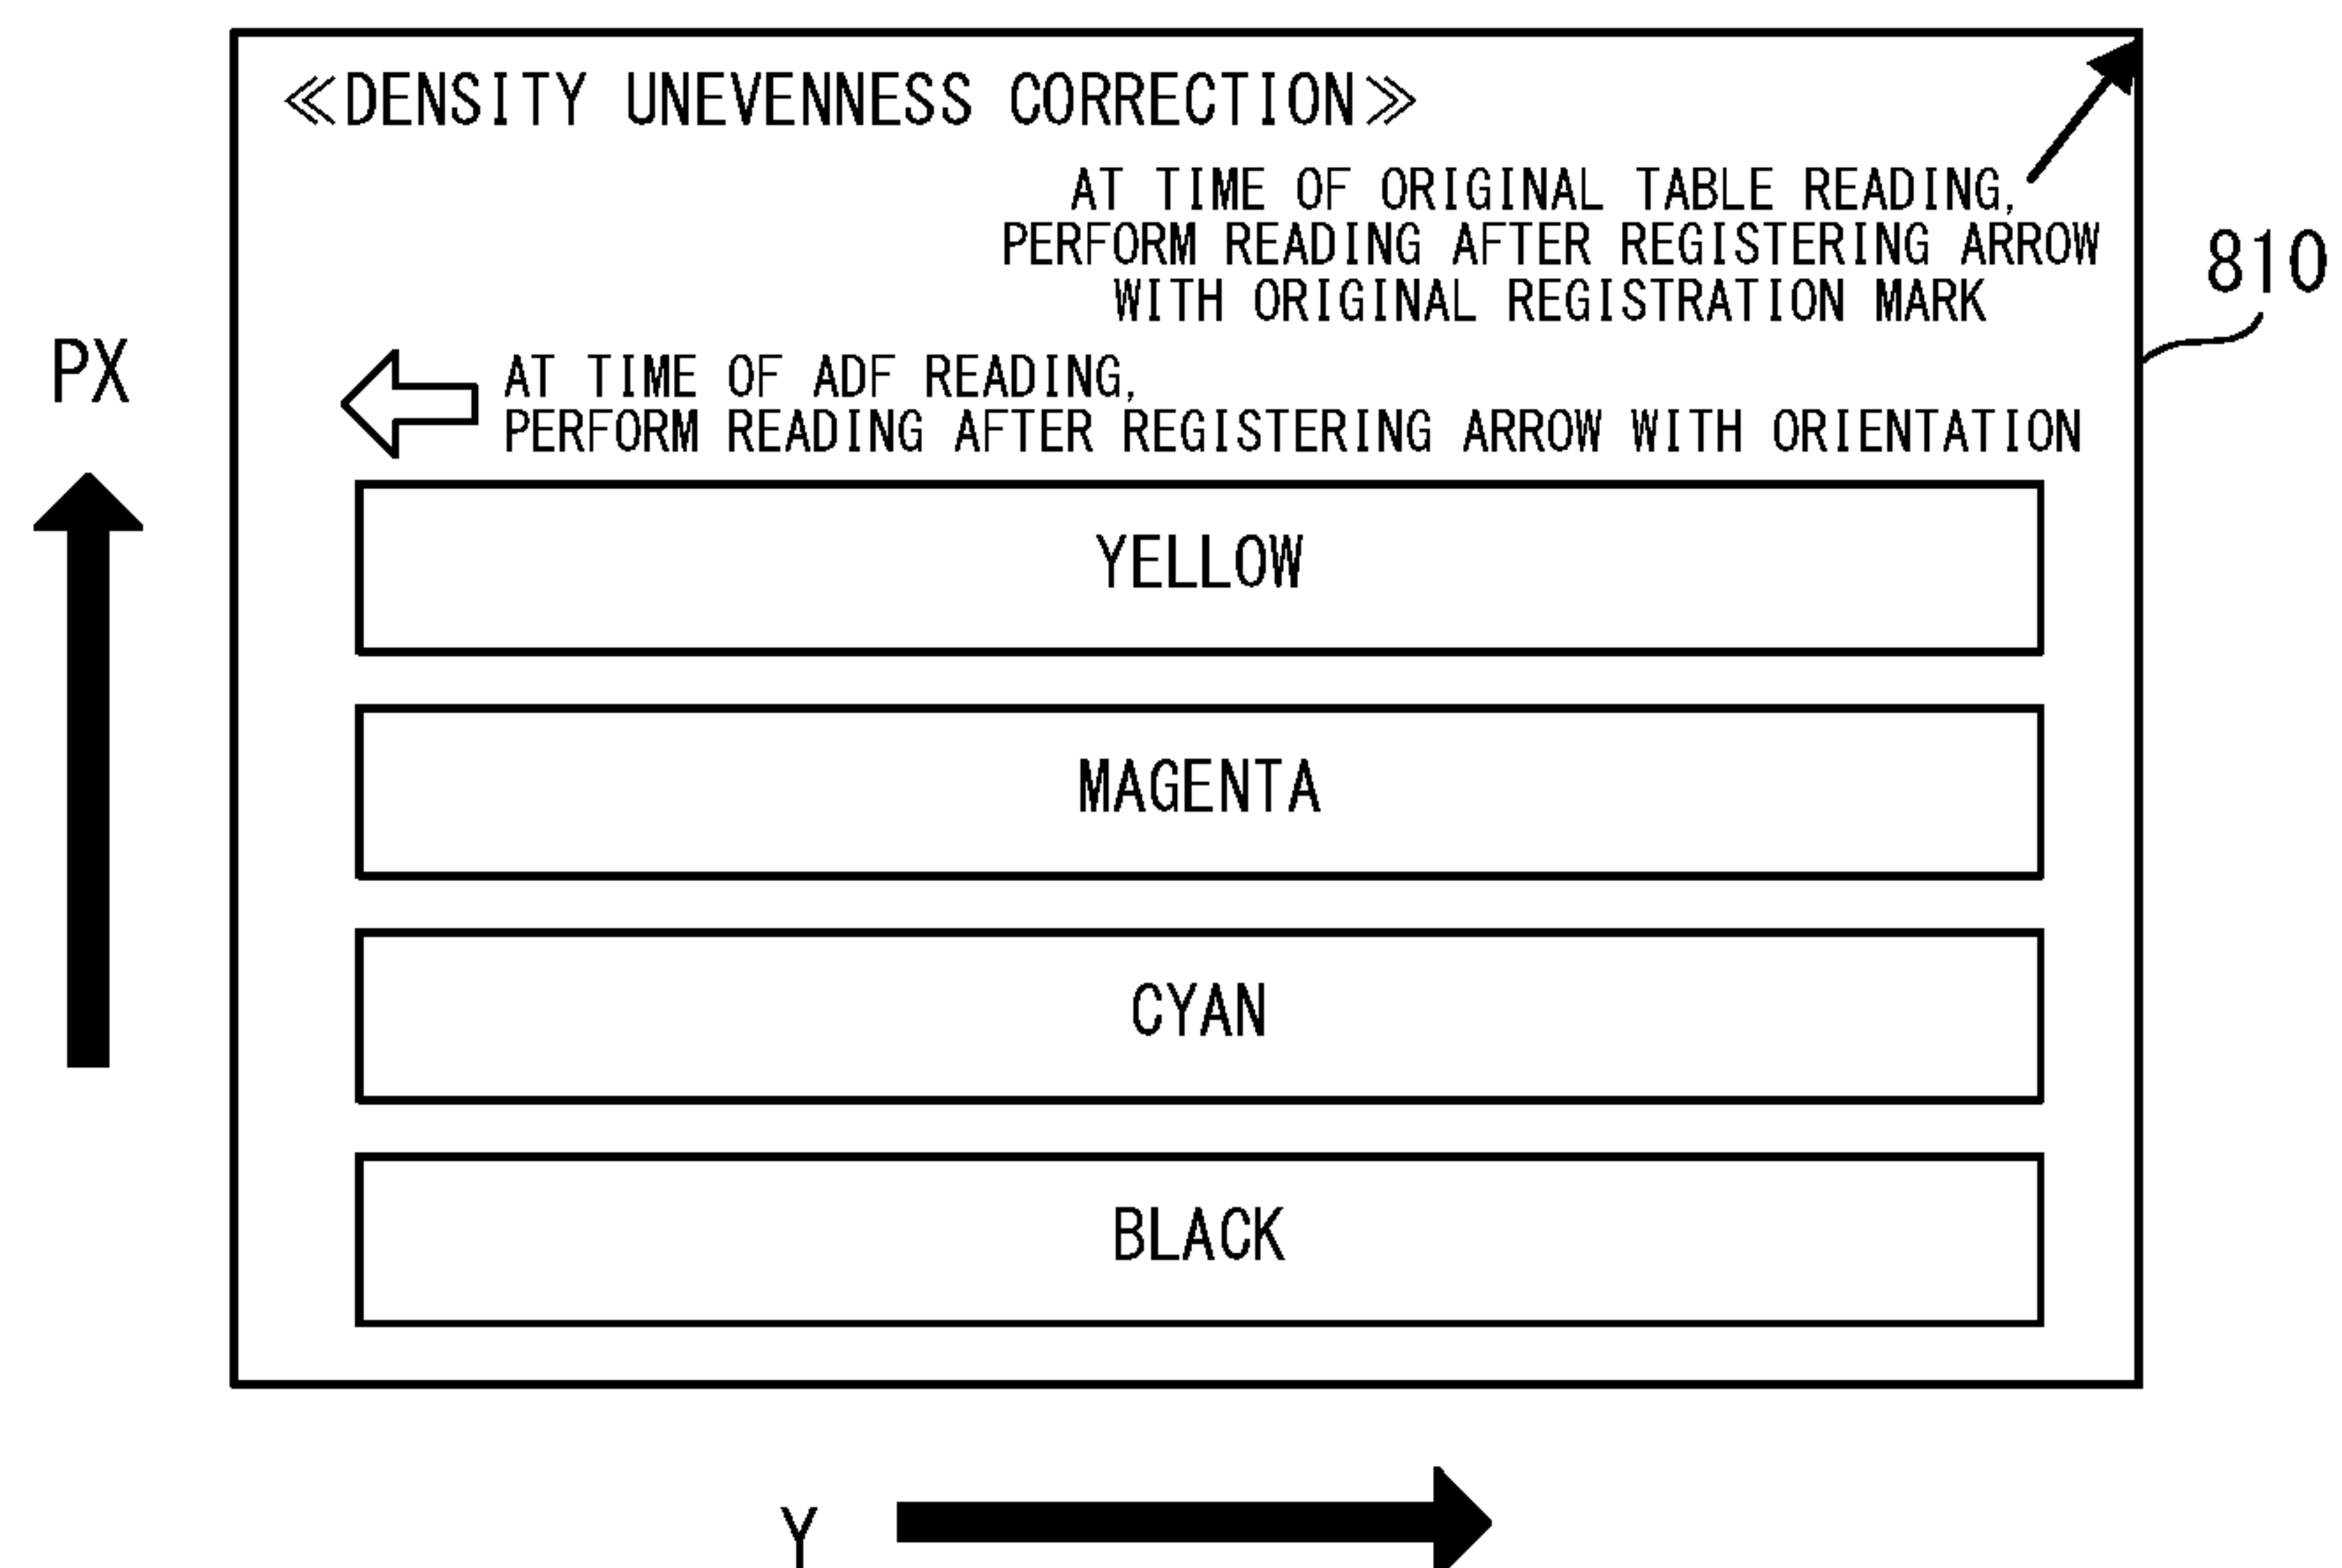 ≪DENSITY UNEVENNESS CORRECTION≫
AT TIME OF ORIGINAL TABLE READING,
PERFORM READING AFTER REGISTERING ARROW
WITH ORIGINAL REGISTRATION MARK
810
PX
AT TIME OF ADF READING,
PERFORM READING AFTER REGISTERING ARROW WITH ORIENTATION
YELLOW
MAGENTA
CYAN
BLACK
Y